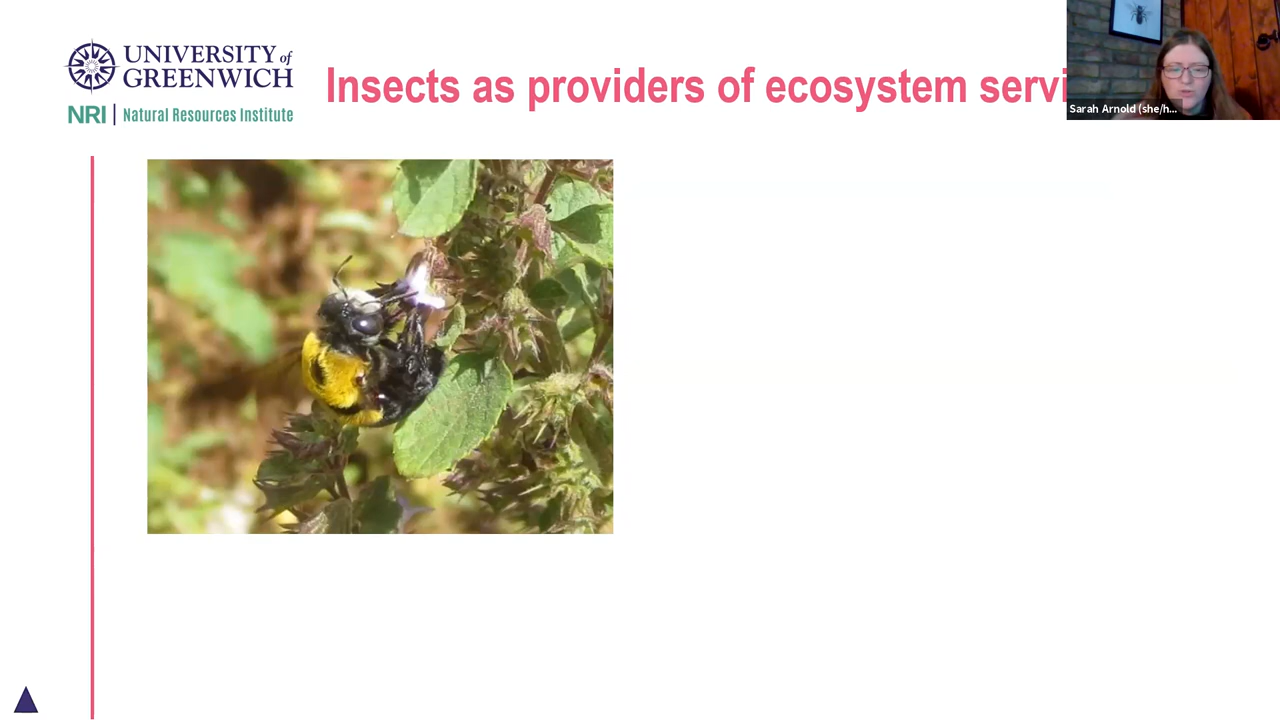 UNIVERSITY of
GREENWICH
NRI | Natural Resources Institute
Insects as providers of ecosystem servi
Sarah Arnold (she/h...